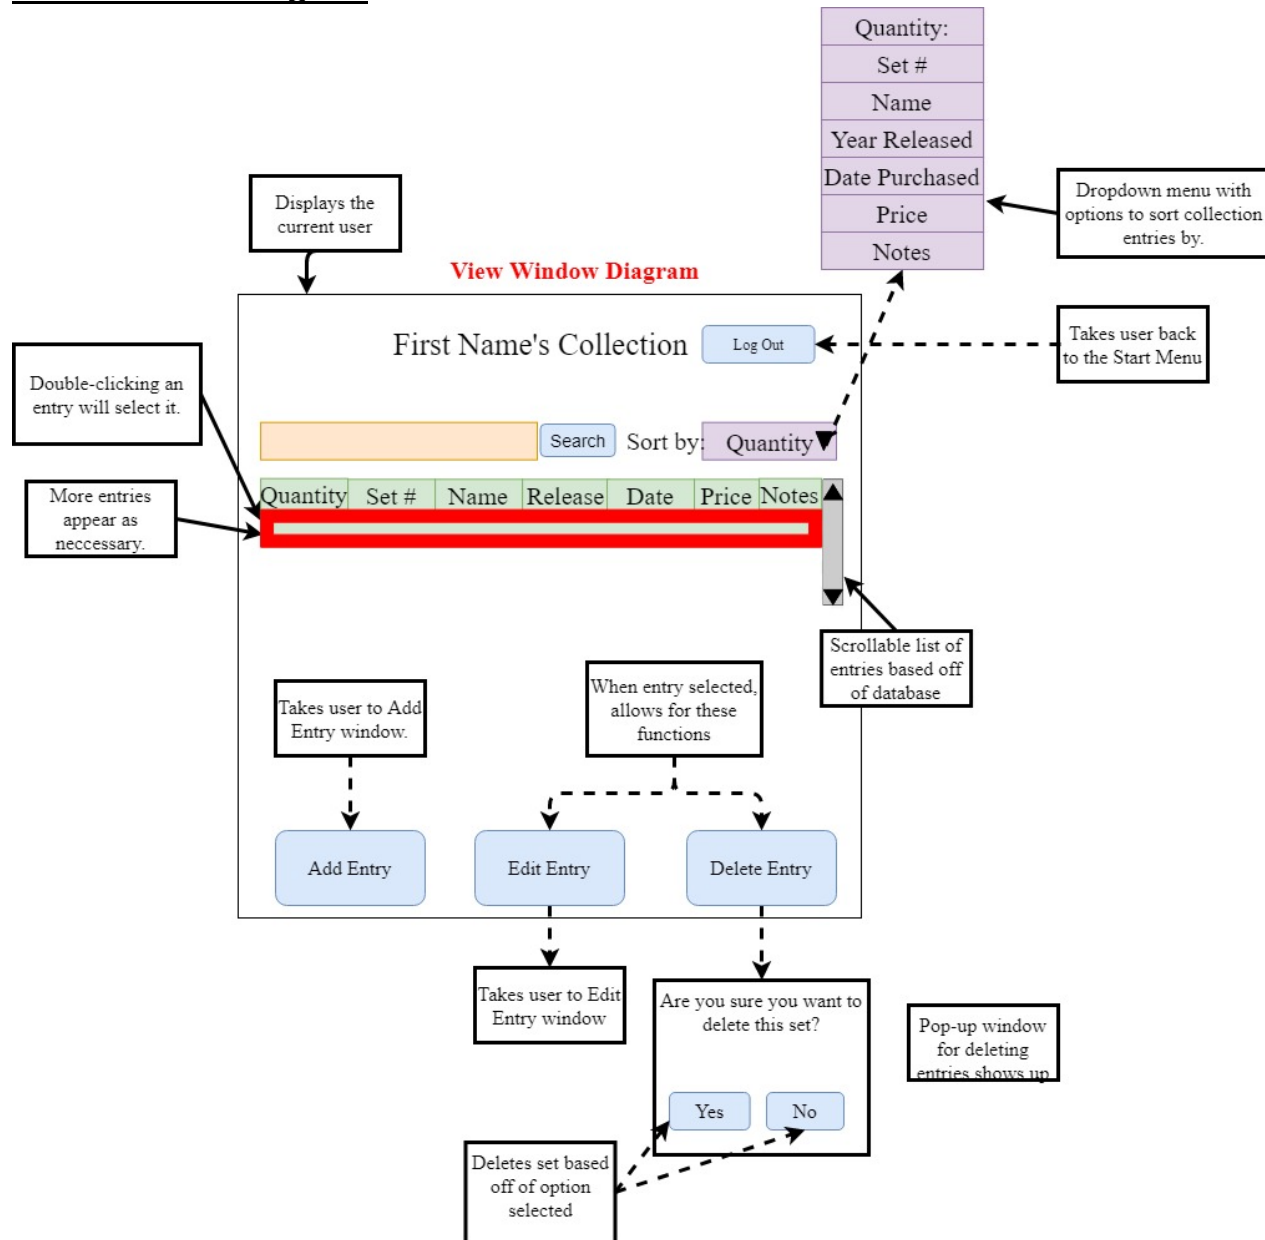 Quantity:
Set #
Name
Year Released
Date Purchased
Price
Notes
Dropdown menu with
options to sort collection
entries by.
Displays the
current user
View Window Diagram
First Name's Collection
Log Out
Takes user back
to the Start Menu
Double-clicking an
entry will select it.
Search
Sort by:
Quantity
More entries
appear as
neccessary.
Quantity Set # Name Release Date Price Notes
Scrollable list of
entries based off
of database
Takes user to Add
Entry window.
When entry selected,
allows for these
functions
Add Entry
Edit Entry
Delete Entry
Takes user to Edit
Entry window
Are you sure you want to
delete this set?
Yes
No
Pop-up window
for deleting
entries shows up
Deletes set based
off of option
selected